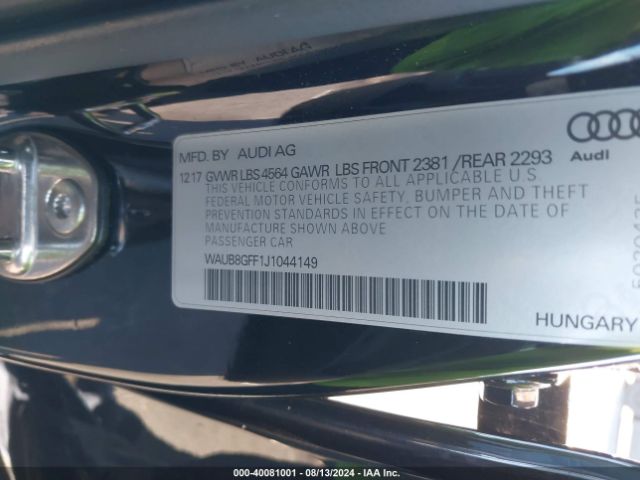 MFD. BY AUDI AG
1217 GVWR LBS 4564 GAWR LBS FRONT 2381 /REAR 2293
THIS VEHICLE CONFORMS TO ALL APPLICABLE U.S.
FEDERAL MOTOR VEHICLE SAFETY, BUMPER AND THEFT
PREVENTION STANDARDS IN EFFECT ON THE DATE OF
MANUFACTURE SHOWN ABOVE
PASSENGER CAR
WAUB8GFF1J1044149
Audi
HUNGARY
000-40081001 - 08/13/2024 - IAA Inc.